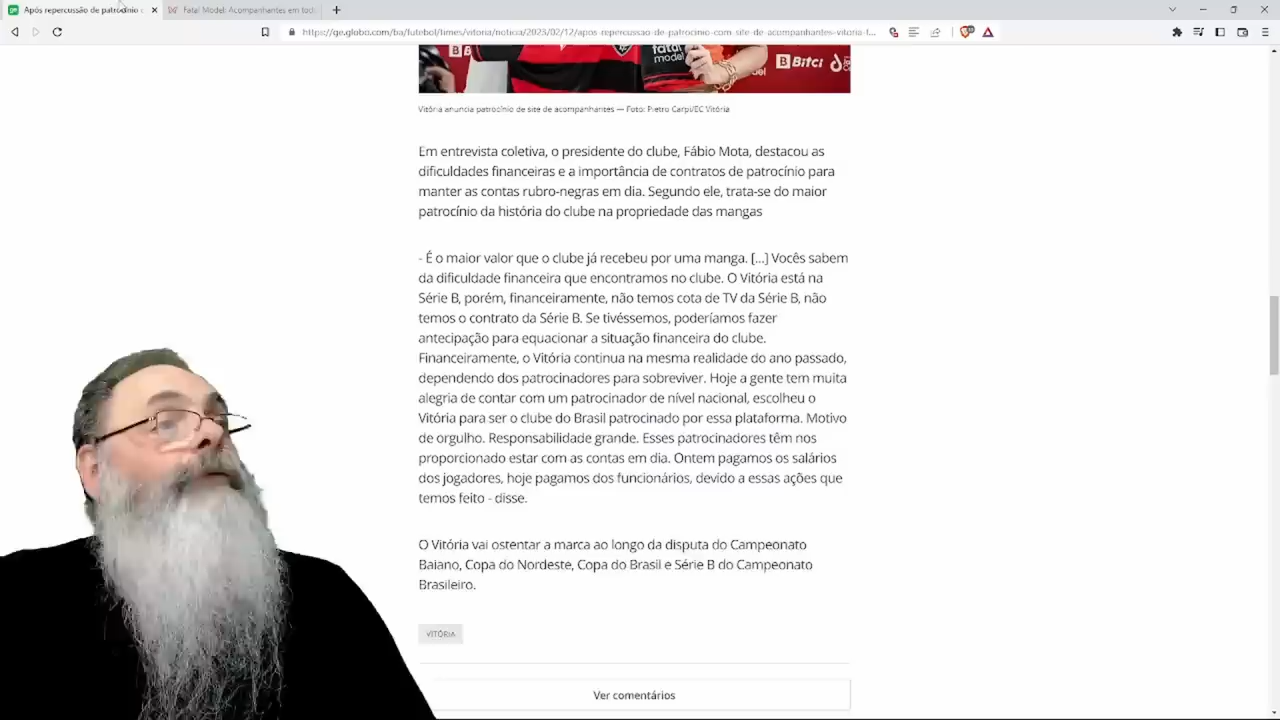 Após repercussão de patrocínio c
Fatal Model: Acompanhantes em tod
https://ge.globo.com/ba/futebol/times/vitoria/noticia/2023/02/12/apos-repercussao-de-patrocinio-com-site-de-acompanhantes-vitoria-f...
fatal
model
B Bitci
del
Vitória anuncia patrocínio de site de acompanhantes — Foto: Pietro Carpi/EC Vitória
Em entrevista coletiva, o presidente do clube, Fábio Mota, destacou as
dificuldades financeiras e a importância de contratos de patrocínio para
manter as contas rubro-negras em dia. Segundo ele, trata-se do maior
patrocínio da história do clube na propriedade das mangas
- É o maior valor que o clube já recebeu por uma manga. [...] Vocês sabem
da dificuldade financeira que encontramos no clube. O Vitória está na
Série B, porém, financeiramente, não temos cota de TV da Série B, não
temos o contrato da Série B. Se tivéssemos, poderíamos fazer
antecipação para equacionar a situação financeira do clube.
Financeiramente, o Vitória continua na mesma realidade do ano passado,
dependendo dos patrocinadores para sobreviver. Hoje a gente tem muita
alegria de contar com um patrocinador de nível nacional, escolheu o
Vitória para ser o clube do Brasil patrocinado por essa plataforma. Motivo
de orgulho. Responsabilidade grande. Esses patrocinadores têm nos
proporcionado estar com as contas em dia. Ontem pagamos os salários
dos jogadores, hoje pagamos dos funcionários, devido a essas ações que
temos feito - disse.
O Vitória vai ostentar a marca ao longo da disputa do Campeonato
Baiano, Copa do Nordeste, Copa do Brasil e Série B do Campeonato
Brasileiro.
VITÓRIA
Ver comentários